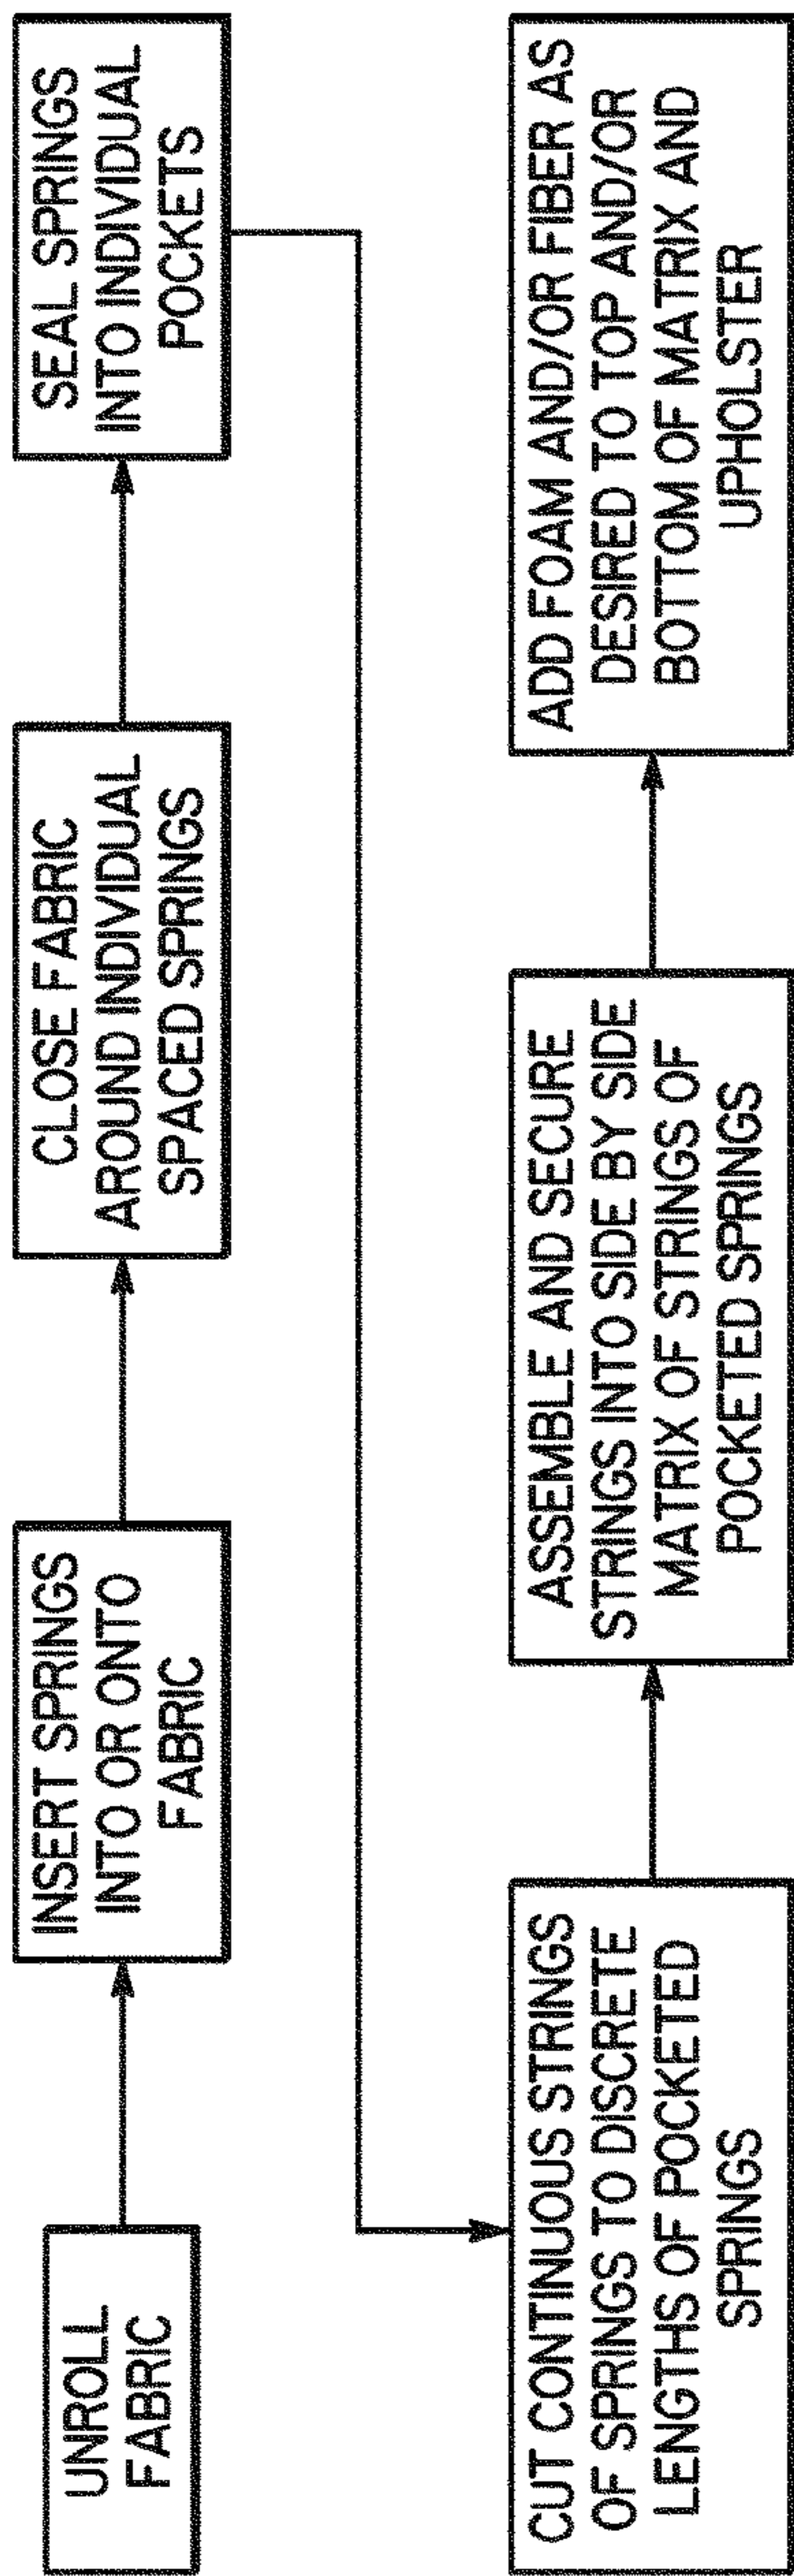 UNROLL
FABRIC
INSERT SPRINGS
INTO OR ONTO
FABRIC
CLOSE FABRIC
AROUND INDIVIDUAL
SPACED SPRINGS
SEAL SPRINGS
INTO INDIVIDUAL
POCKETS
CUT CONTINUOUS STRINGS
OF SPRINGS TO DISCRETE
LENGTHS OF POCKETED
SPRINGS
ASSEMBLE AND SECURE
STRINGS INTO SIDE BY SIDE
MATRIX OF STRINGS OF
POCKETED SPRINGS
ADD FOAM AND/OR FIBER AS
DESIRED TO TOP AND/OR
BOTTOM OF MATRIX AND
UPHOLSTER